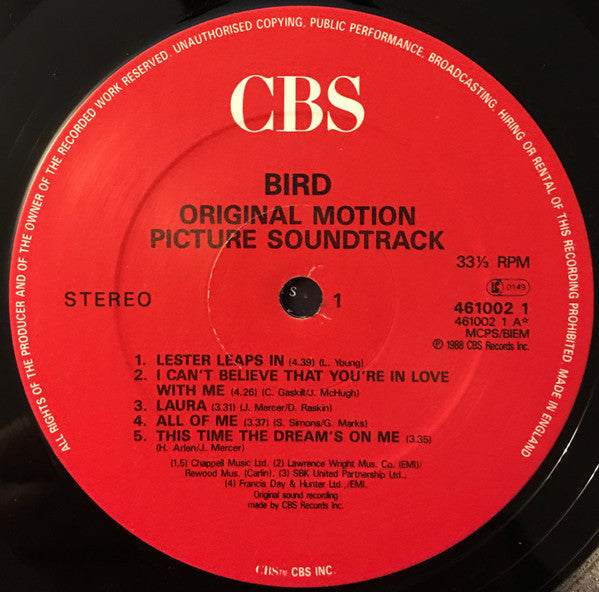 ALL RIGHTS OF THE PRODUCER AND OF THE OWNER OF THE RECORDED WORK RESERVED. UNAUTHORISED COPYING, PUBLIC PERFORMANCE, BROADCASTING, HIRING OR RENTAL OF THIS RECORDING PROHIBITED. MADE IN ENGLAND
CBS
BIRD
ORIGINAL MOTION
PICTURE SOUNDTRACK
33⅓ RPM
LC 0149
STEREO
S
1
461002 1
461002 1 A☆
MCPS/BIEM
℗ 1988 CBS Records Inc.
1. LESTER LEAPS IN (4.39) (L. Young)
2. I CAN'T BELIEVE THAT YOU'RE IN LOVE
WITH ME (4.26) (C. Gaskill/J. McHugh)
3. LAURA (3.31) (J. Mercer/D. Raskin)
4. ALL OF ME (3.37) (S. Simons/G. Marks)
5. THIS TIME THE DREAM'S ON ME (3.35)
(H. Arlen/J. Mercer)
(1,5) Chappell Music Ltd. (2) Lawrence Wright Mus. Co. (EMI)/
Rewood Mus. (Carlin). (3) SBK United Partnership Ltd..
(4) Francis Day & Hunter Ltd../EMI.
Original sound recording
made by CBS Records Inc.
CBS™ CBS INC.